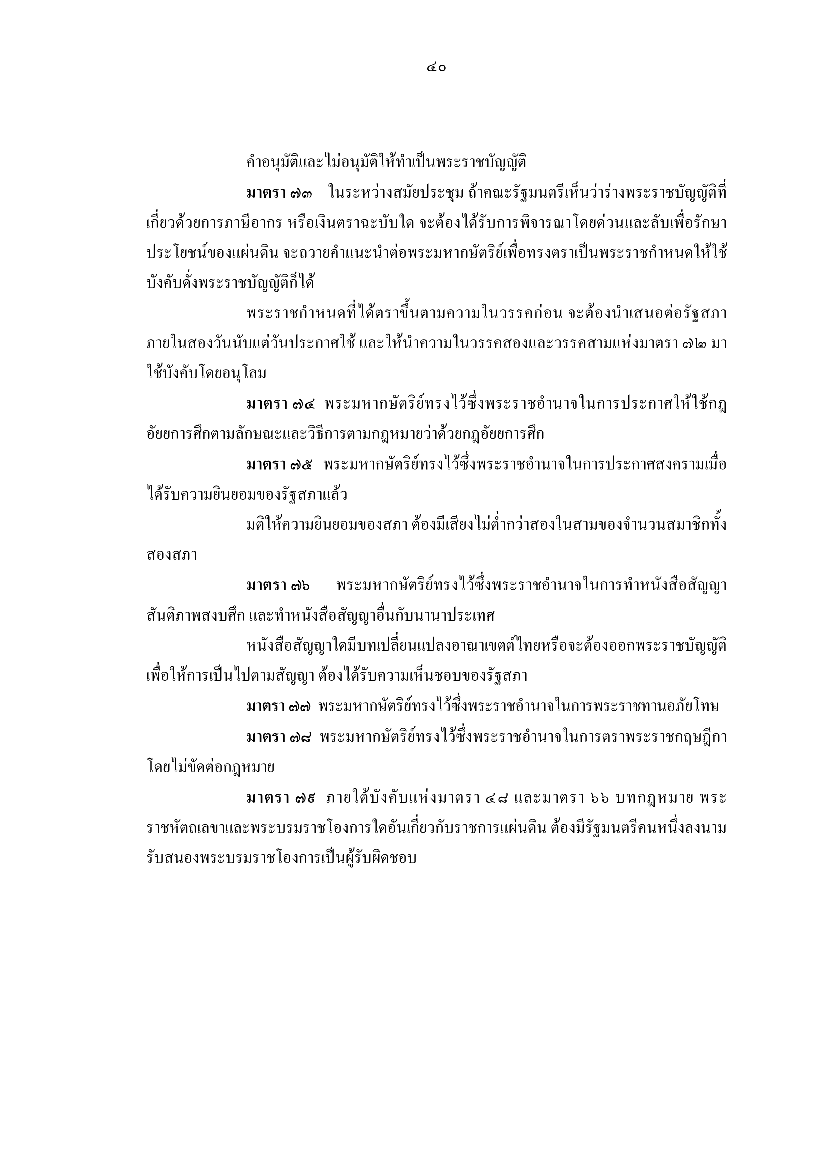 ๔๐
คำอนุมัติและไม่อนุมัติให้ทำเป็นพระราชบัญญัติ
มาตรา ๗๓ ในระหว่างสมัยประชุม ถ้าคณะรัฐมนตรีเห็นว่าร่างพระราชบัญญัติที่
เกี่ยวด้วยการภาษีอากร หรือเงินตราฉะบับใด จะต้องได้รับการพิจารณาโดยด่วนและลับเพื่อรักษา
ประโยชน์ของแผ่นดิน จะถวายคำแนะนำต่อพระมหากษัตริย์เพื่อทรงตราเป็นพระราชกำหนดให้ใช้
บังคับดั่งพระราชบัญญัติก็ได้
พระราชกำหนดที่ได้ตราขึ้นตามความในวรรคก่อน จะต้องนำเสนอต่อรัฐสภา
ภายในสองวันนับแต่วันประกาศใช้ และให้นำความในวรรคสองและวรรคสามแห่งมาตรา ๗๒ มา
ใช้บังคับโดยอนุโลม
มาตรา ๗๔ พระมหากษัตริย์ทรงไว้ซึ่งพระราชอำนาจในการประกาศให้ใช้กฎ
อัยยการศึกตามลักษณะและวิธีการตามกฎหมายว่าด้วยกฎอัยยการศึก
มาตรา ๗๕ พระมหากษัตริย์ทรงไว้ซึ่งพระราชอำนาจในการประกาศสงครามเมื่อ
ได้รับความยินยอมของรัฐสภาแล้ว
มติให้ความยินยอมของสภา ต้องมีเสียงไม่ต่ำกว่าสองในสามของจำนวนสมาชิกทั้ง
สองสภา
มาตรา ๗๖ พระมหากษัตริย์ทรงไว้ซึ่งพระราชอำนาจในการทำหนังสือสัญญา
สันติภาพสงบศึก และทำหนังสือสัญญาอื่นกับนานาประเทศ
หนังสือสัญญาใดมีบทเปลี่ยนแปลงอาณาเขตต์ไทยหรือจะต้องออกพระราชบัญญัติ
เพื่อให้การเป็นไปตามสัญญา ต้องได้รับความเห็นชอบของรัฐสภา
มาตรา ๗๗ พระมหากษัตริย์ทรงไว้ซึ่งพระราชอำนาจในการพระราชทานอภัยโทษ
มาตรา ๗๘ พระมหากษัตริย์ทรงไว้ซึ่งพระราชอำนาจในการตราพระราชกฤษฎีกา
โดยไม่ขัดต่อกฎหมาย
มาตรา ๗๙ ภายใต้บังคับแห่งมาตรา ๔๘ และมาตรา ๖๖ บทกฎหมาย พระ
ราชหัตถเลขาและพระบรมราชโองการใดอันเกี่ยวกับราชการแผ่นดิน ต้องมีรัฐมนตรีคนหนึ่งลงนาม
รับสนองพระบรมราชโองการเป็นผู้รับผิดชอบ